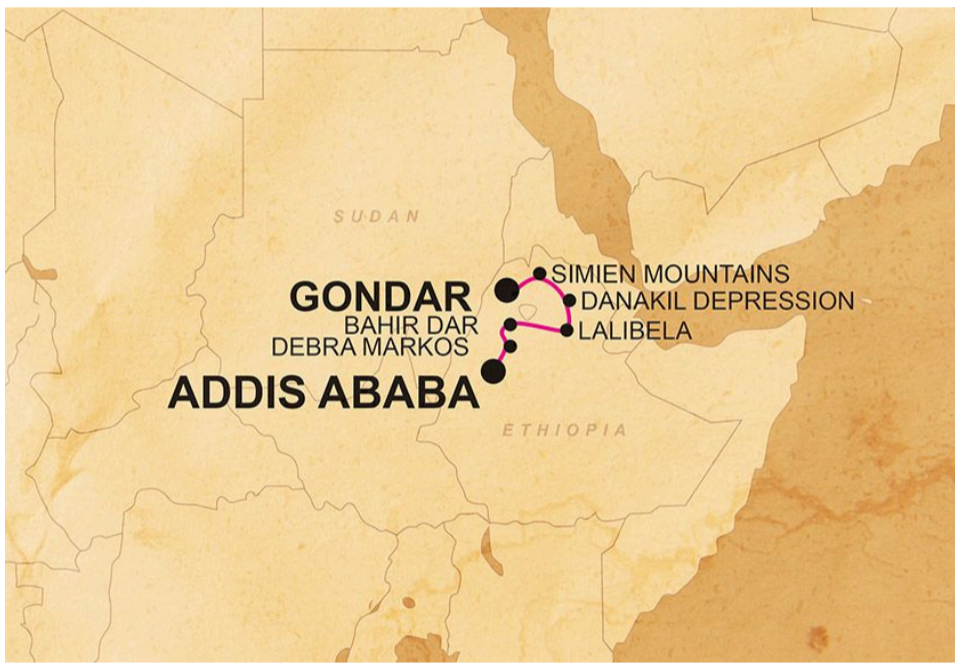 SUDAN
SIMIEN MOUNTAINS
GONDAR
DANAKIL DEPRESSION
BAHIR DAR
LALIBELA
DEBRA MARKOS
ADDIS ABABA
ETHIOPIA